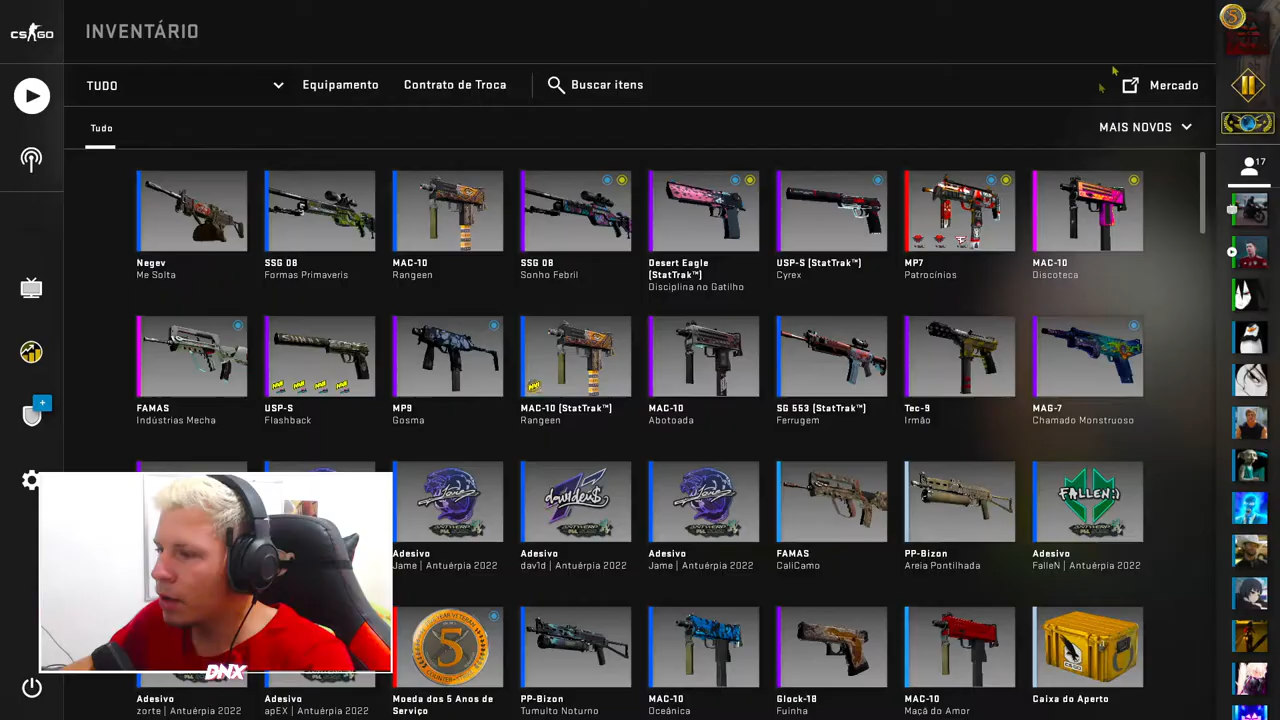 CS GO
INVENTÁRIO
TUDO
Equipamento
Contrato de Troca
Buscar itens
Mercado
Tudo
MAIS NOVOS
17
Negev
Me Solta
SSG 08
Formas Primaveris
MAC-10
Rangeen
SSG 08
Sonho Febril
Desert Eagle
(StatTrak™)
Disciplina no Gatilho
USP-S (StatTrak™)
Cyrex
MP7
Patrocínios
MAC-10
Discoteca
FAMAS
Indústrias Mecha
USP-S
Flashback
MP9
Gosma
MAC-10 (StatTrak™)
Rangeen
MAC-10
Abotoada
SG 553 (StatTrak™)
Ferrugem
Tec-9
Irmão
MAG-7
Chamado Monstruoso
Adesivo
Jame | Antuérpia 2022
Adesivo
dav1d | Antuérpia 2022
Adesivo
Jame | Antuérpia 2022
FAMAS
CaliCamo
PP-Bizon
Areia Pontilhada
FALLEN:)
Adesivo
FalleN | Antuérpia 2022
DNX
Adesivo
zorte | Antuérpia 2022
Adesivo
apEX | Antuérpia 2022
5
Moeda dos 5 Anos de
Serviço
PP-Bizon
Tumulto Noturno
MAC-10
Oceânica
Glock-18
Fuinha
MAC-10
Maçã do Amor
Caixa do Aperto